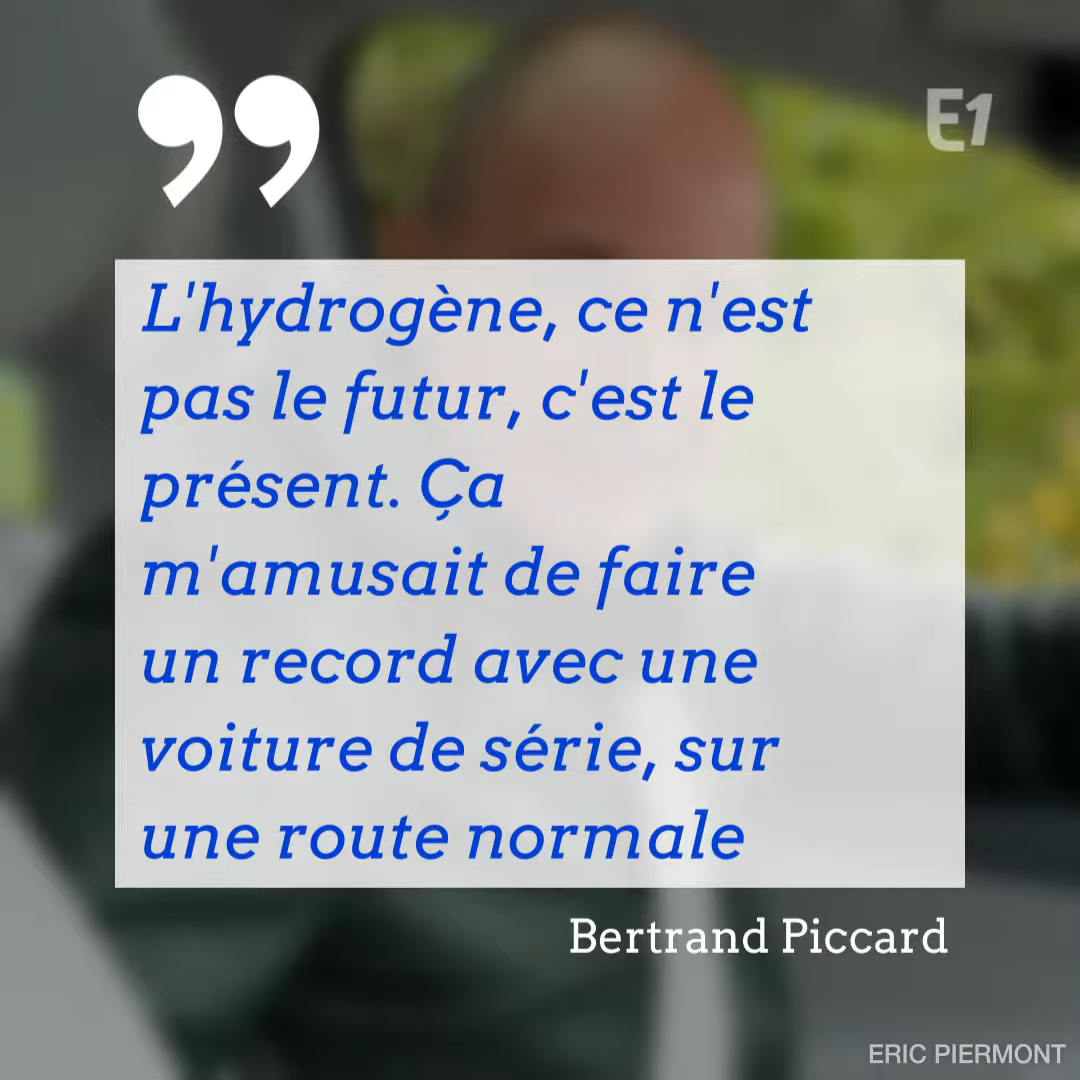 ”
E1
L'hydrogène, ce n'est
pas le futur, c'est le
présent. Ça
m'amusait de faire
un record avec une
voiture de série, sur
une route normale
Bertrand Piccard
ERIC PIERMONT